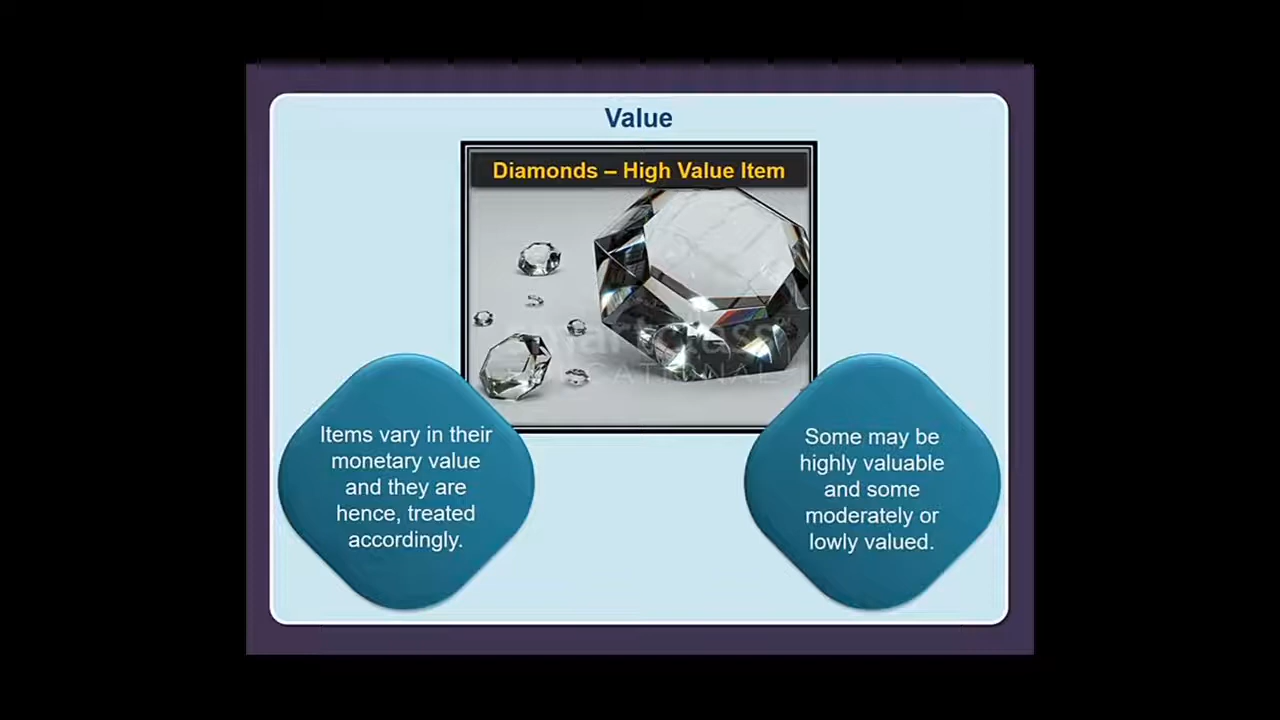 Value
Diamonds – High Value Item
Items vary in their
monetary value
and they are
hence, treated
accordingly.
Some may be
highly valuable
and some
moderately or
lowly valued.